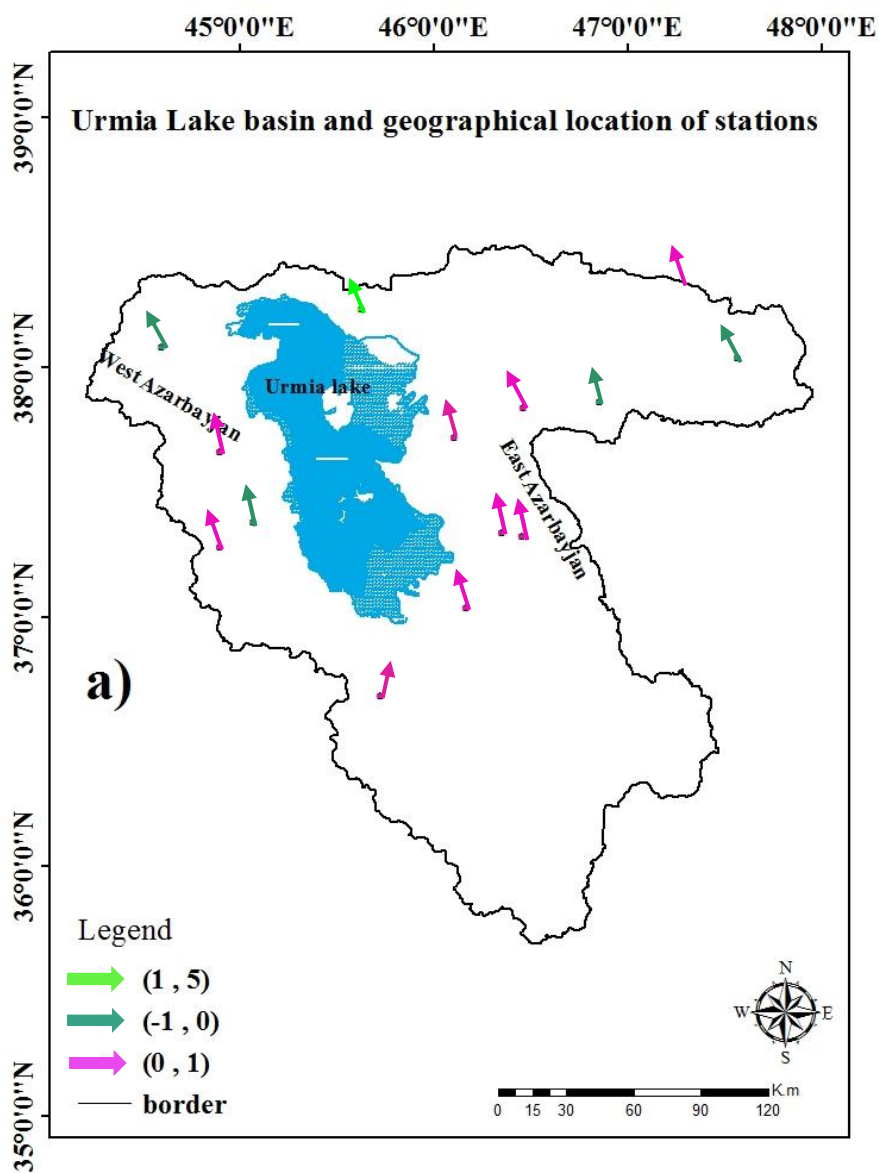 45°0'0"E 46°0'0"E 47°0'0"E 48°0'0"E
39°0'0"N
38°0'0"N
37°0'0"N
36°0'0"N
35°0'0"N
Urmia Lake basin and geographical location of stations
West Azarbayjan
Urmia lake
East Azarbayjan
a)
Legend
(1 , 5)
(-1 , 0)
(0 , 1)
border
N
W E
S
K.m
0 15 30 60 90 120